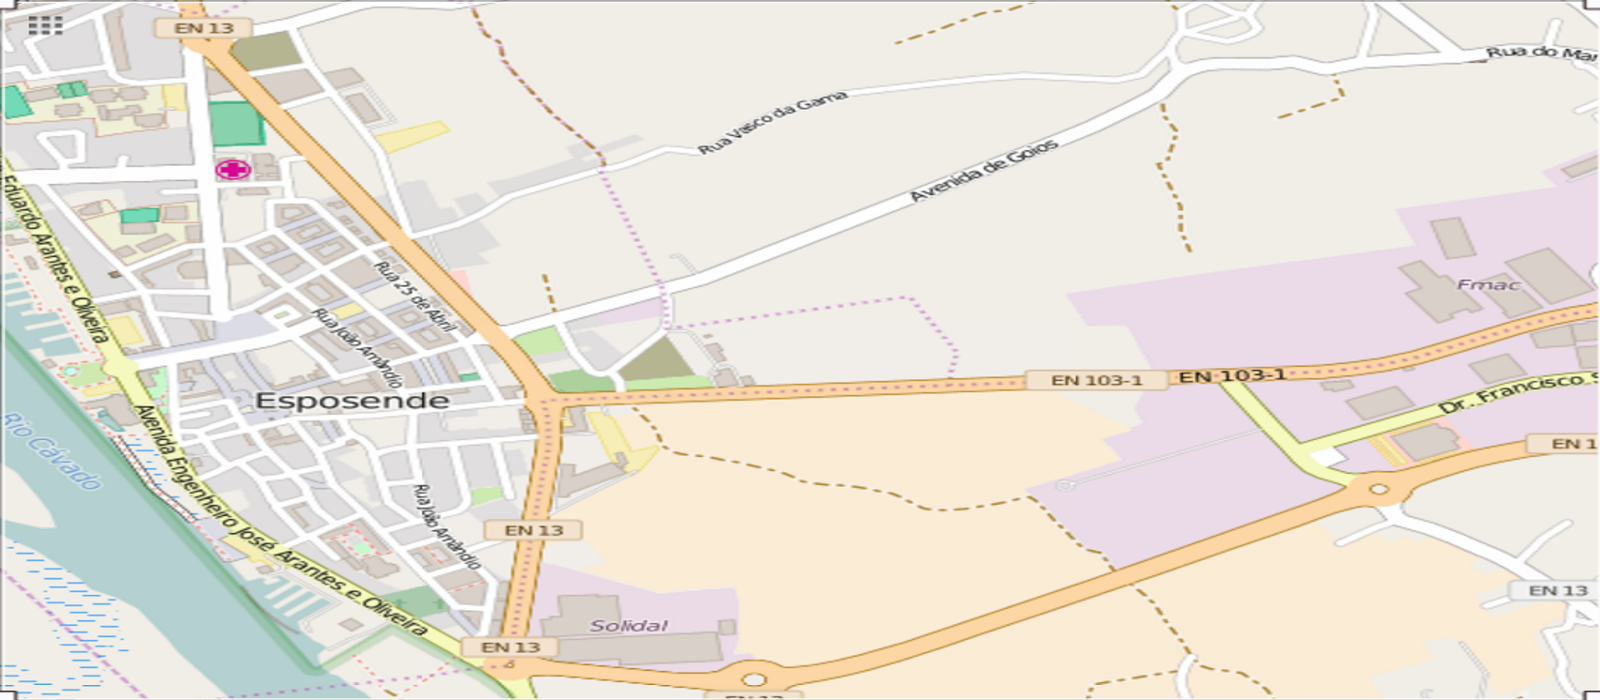 EN 13
Rua do Mar
Rua Vasco da Gama
Avenida de Goios
Eduardo Arantes e Oliveira
Rua 25 de Abril
Fmac
Rua João Amândio
EN 103-1
EN 103-1
Esposende
Dr. Francisco S
Avenida Engenheiro José Arantes e Oliveira
Rio Cávado
EN 1
Rua João Amândio
EN 13
EN 13
Solidal
EN 13
EN 13